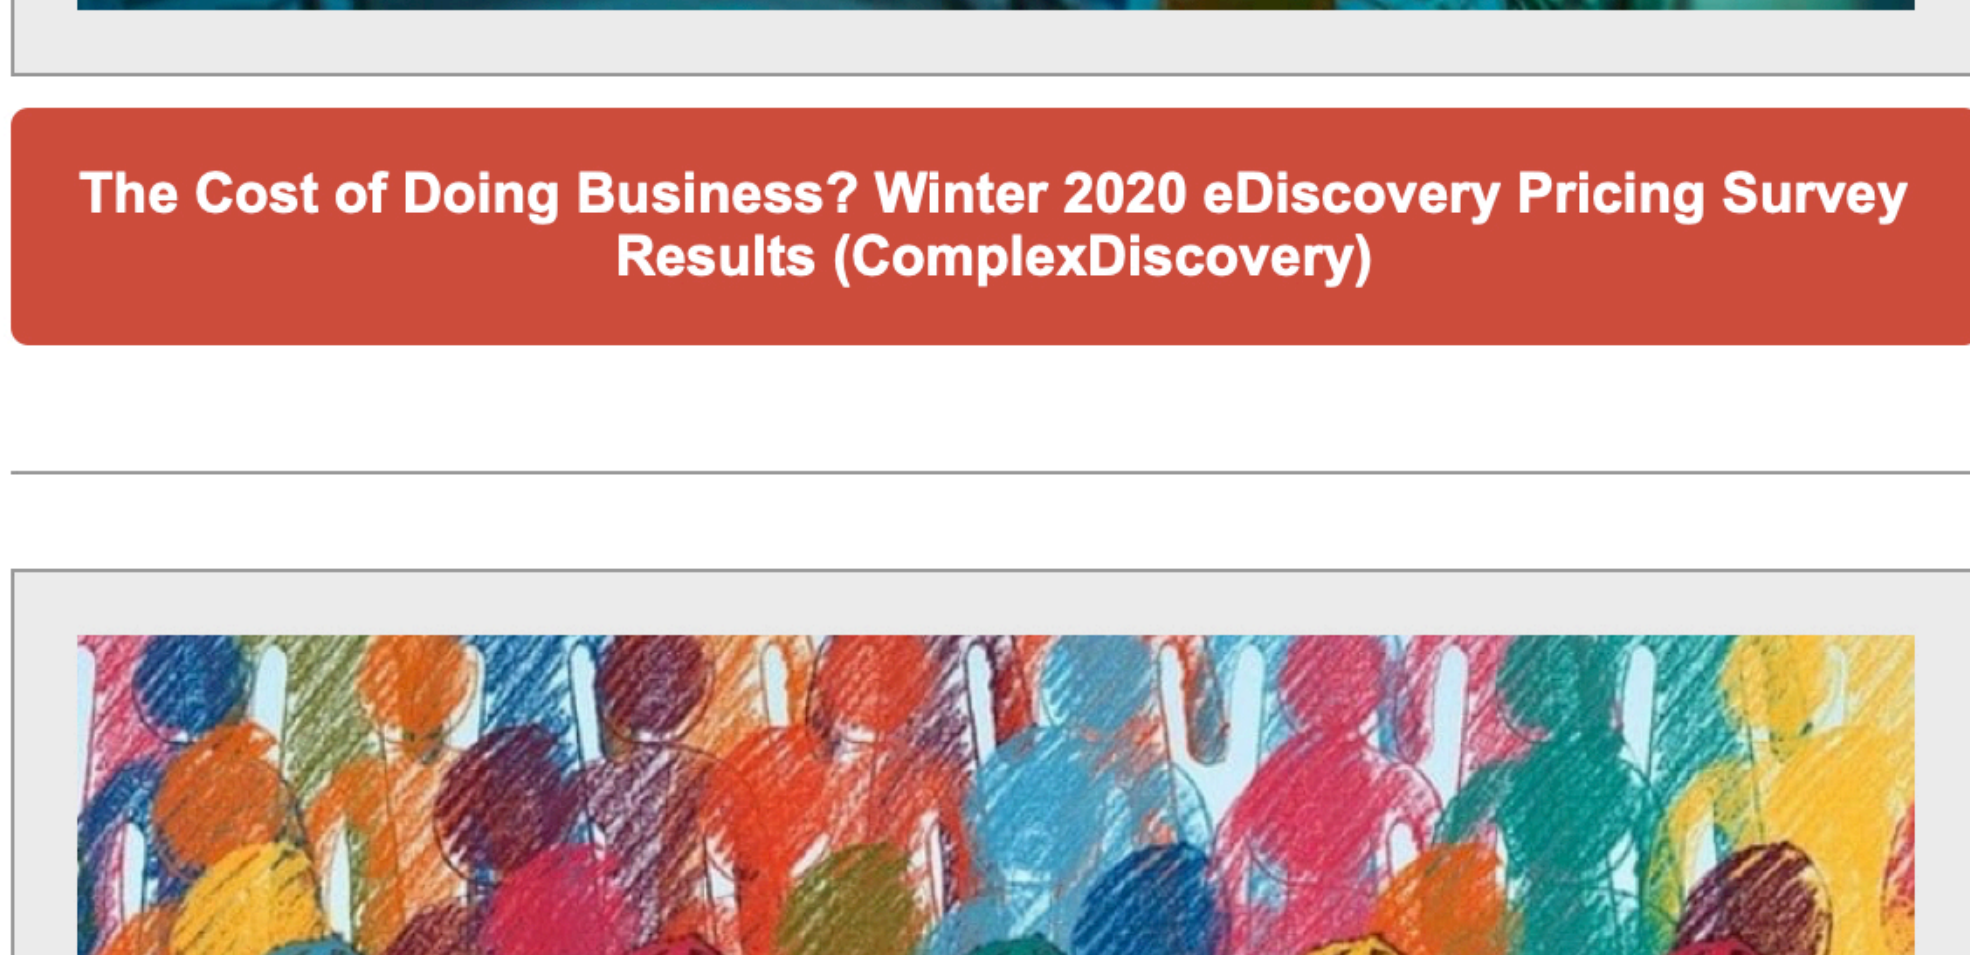 The Cost of Doing Business? Winter 2020 eDiscovery Pricing Survey
Results (ComplexDiscovery)